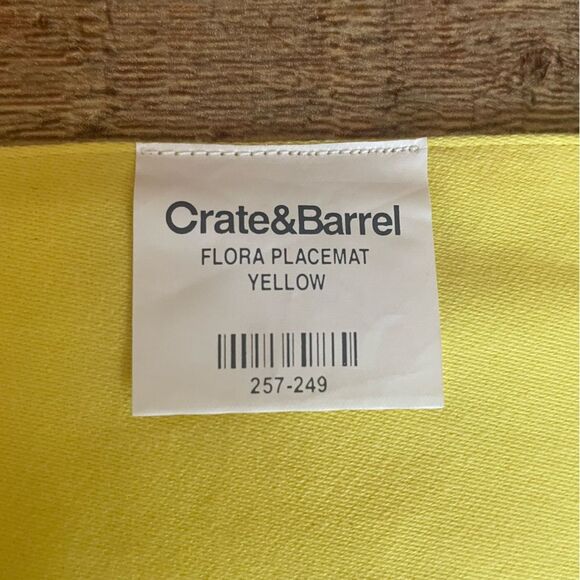 Crate&Barrel
FLORA PLACEMAT
YELLOW
257-249